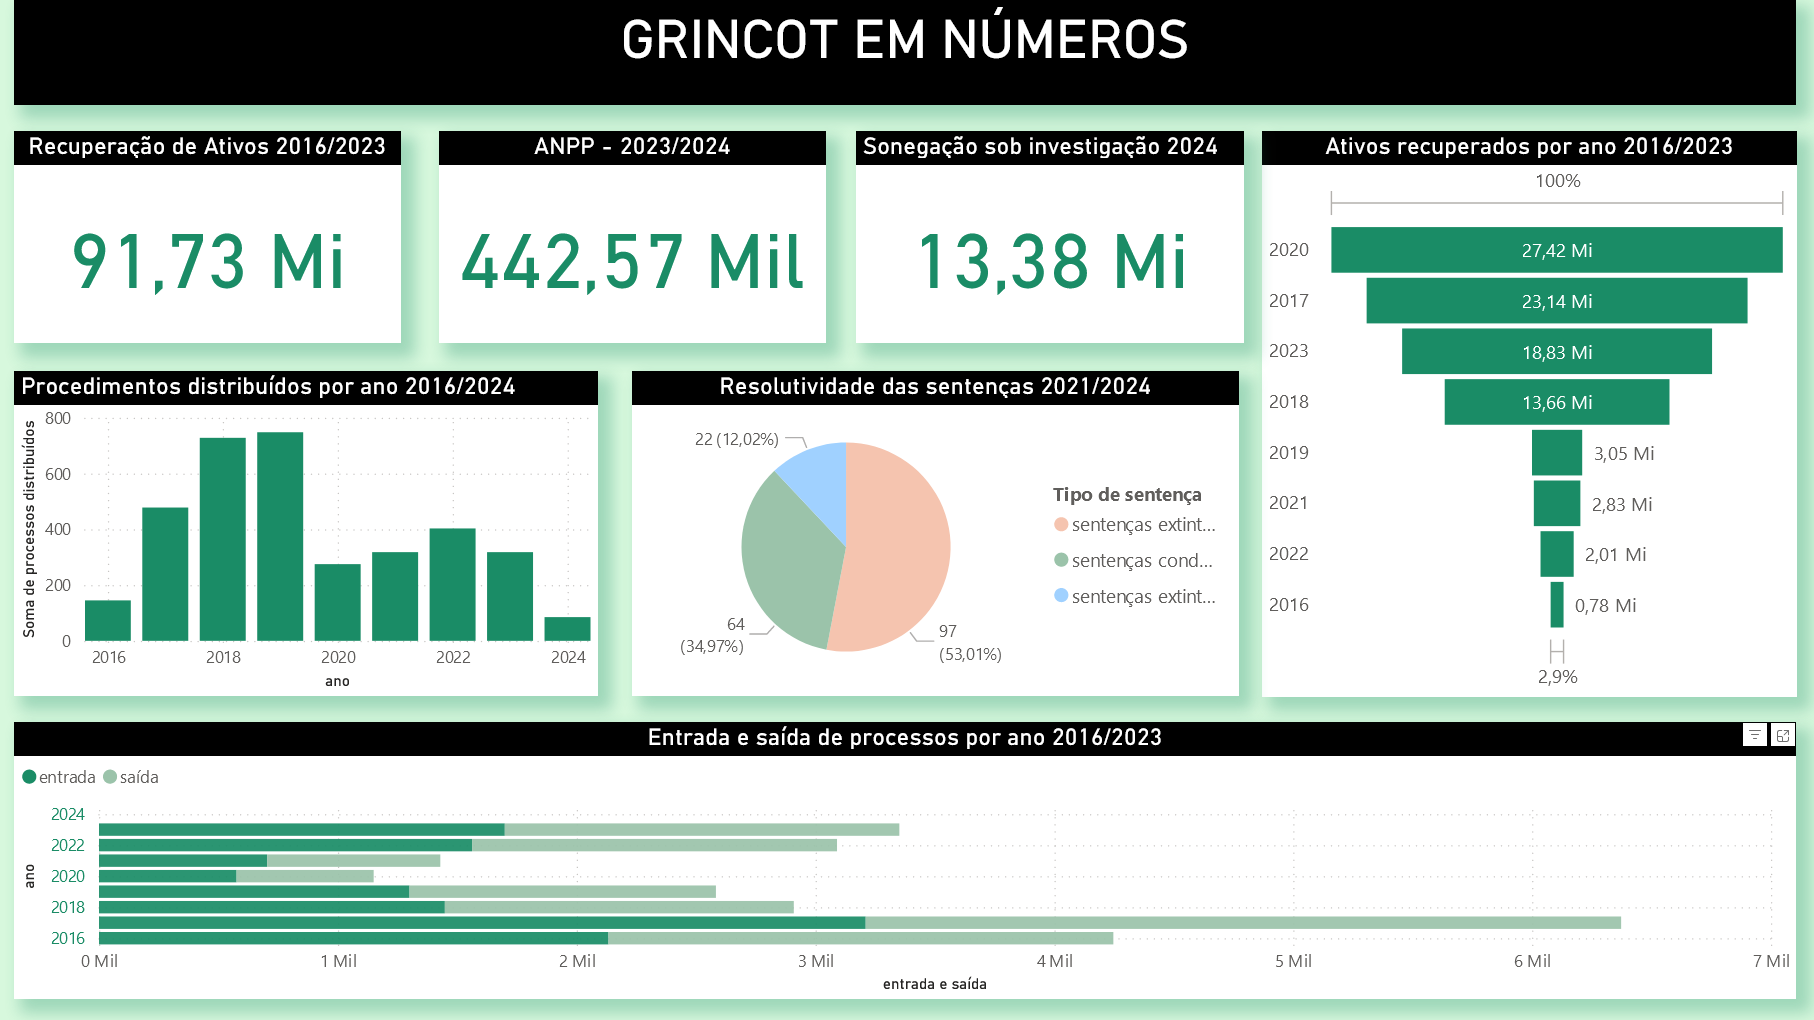 GRINCOT EM NÚMEROS
Recuperação de Ativos 2016/2023
91,73 Mi
ANPP - 2023/2024
442,57 Mil
Sonegação sob investigação 2024
13,38 Mi
Ativos recuperados por ano 2016/2023
100%
2020 27,42 Mi
2017 23,14 Mi
2023 18,83 Mi
2018 13,66 Mi
2019 3,05 Mi
2021 2,83 Mi
2022 2,01 Mi
2016 0,78 Mi
2,9%
Procedimentos distribuídos por ano 2016/2024
Soma de processos distribuídos
800
600
400
200
0
2016 2018 2020 2022 2024
ano
Resolutividade das sentenças 2021/2024
22 (12,02%)
64
(34,97%)
97
(53,01%)
Tipo de sentença
sentenças extint...
sentenças cond...
sentenças extint...
Entrada e saída de processos por ano 2016/2023
entrada saída
ano
2024
2022
2020
2018
2016
0 Mil 1 Mil 2 Mil 3 Mil 4 Mil 5 Mil 6 Mil 7 Mil
entrada e saída